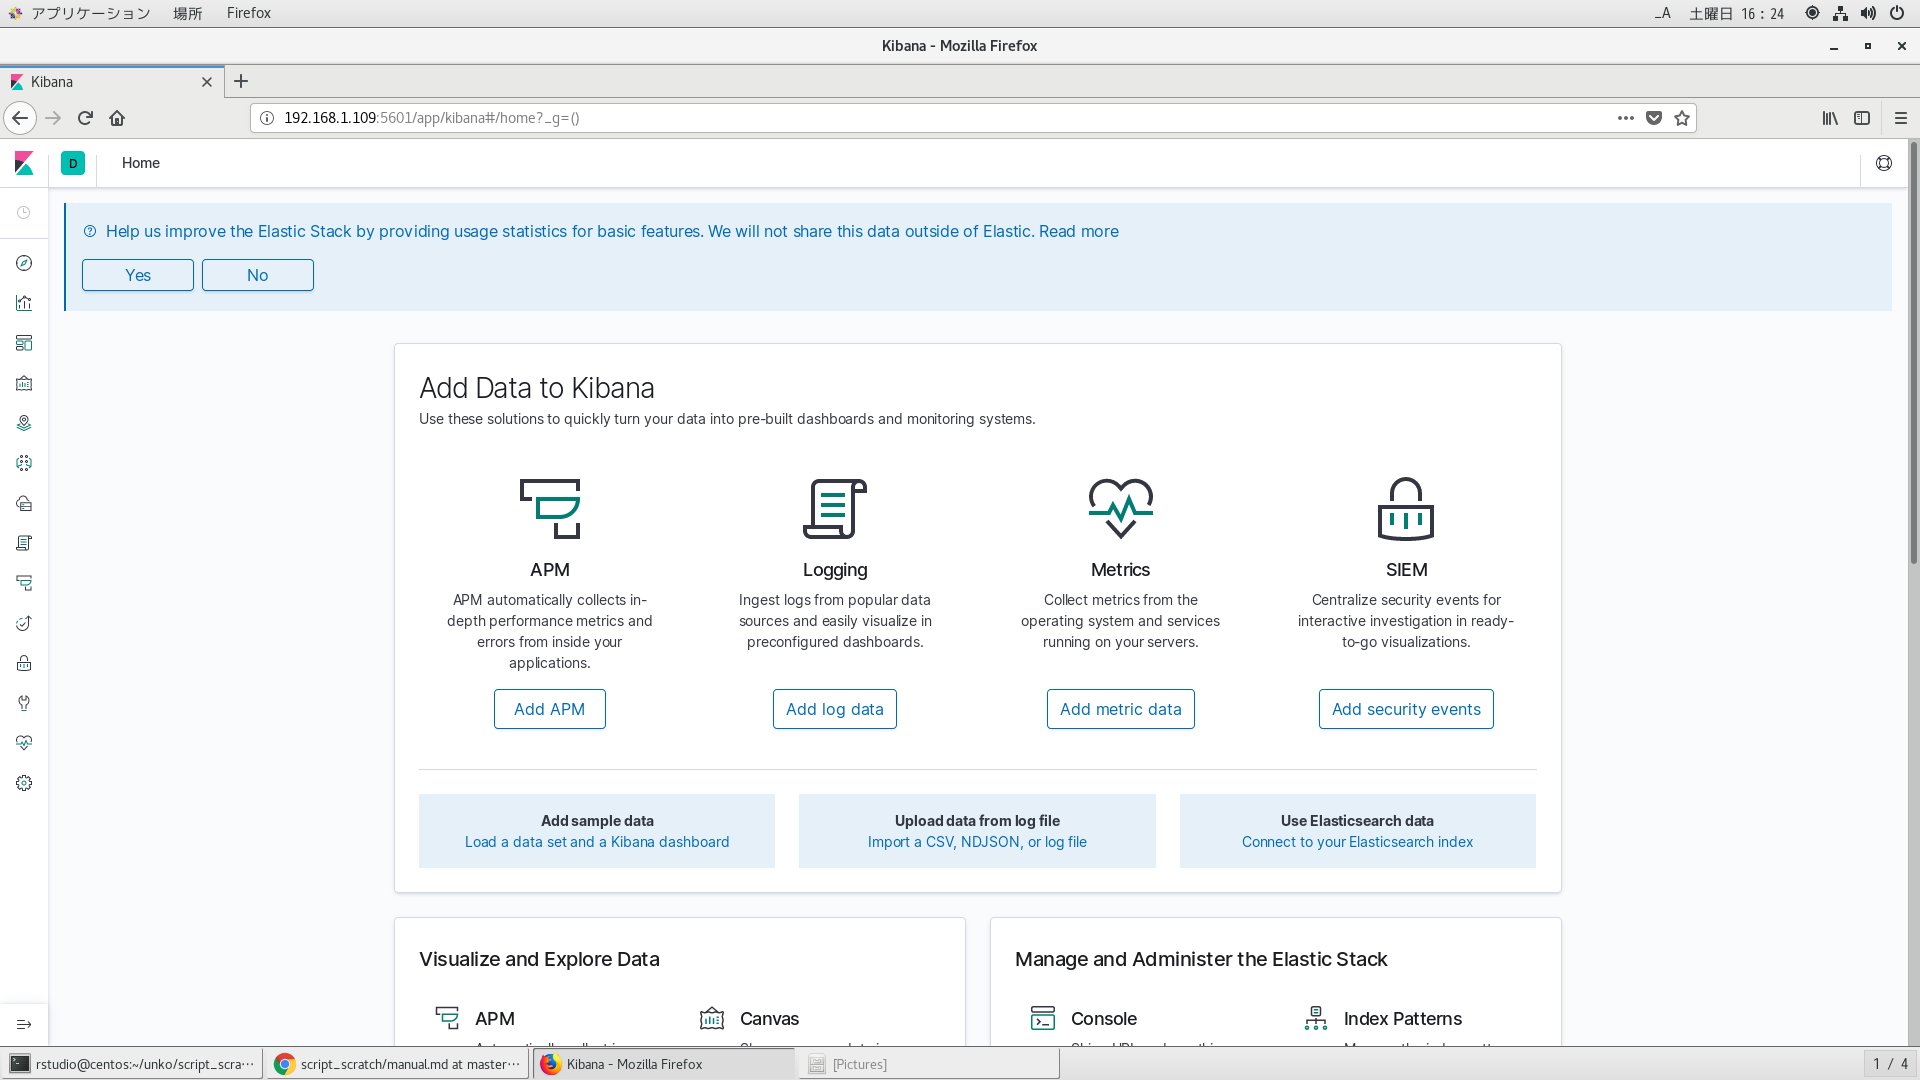 アプリケーション 場所 Firefox _A 土曜日 16：24
Kibana - Mozilla Firefox
Kibana
192.168.1.109:5601/app/kibana#/home?_g=()
D Home
Help us improve the Elastic Stack by providing usage statistics for basic features. We will not share this data outside of Elastic. Read more
Yes No
Add Data to Kibana
Use these solutions to quickly turn your data into pre-built dashboards and monitoring systems.
APM
APM automatically collects in-
depth performance metrics and
errors from inside your
applications.
Add APM
Logging
Ingest logs from popular data
sources and easily visualize in
preconfigured dashboards.
Add log data
Metrics
Collect metrics from the
operating system and services
running on your servers.
Add metric data
SIEM
Centralize security events for
interactive investigation in ready-
to-go visualizations.
Add security events
Add sample data
Load a data set and a Kibana dashboard
Upload data from log file
Import a CSV, NDJSON, or log file
Use Elasticsearch data
Connect to your Elasticsearch index
Visualize and Explore Data
APM
Canvas
Manage and Administer the Elastic Stack
Console
Index Patterns
rstudio@centos:~/unko/script_scra… script_scratch/manual.md at master… Kibana - Mozilla Firefox [Pictures] 1 / 4